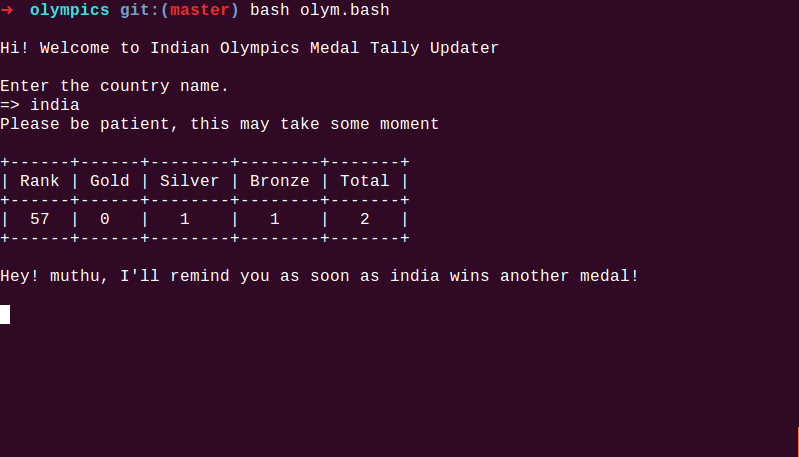 ➜  olympics git:(master) bash olym.bash
Hi! Welcome to Indian Olympics Medal Tally Updater
Enter the country name.
=> india
Please be patient, this may take some moment
+------+------+--------+--------+-------+
| Rank | Gold | Silver | Bronze | Total |
+------+------+--------+--------+-------+
|  57  |  0   |   1    |   1    |   2   |
+------+------+--------+--------+-------+
Hey! muthu, I'll remind you as soon as india wins another medal!